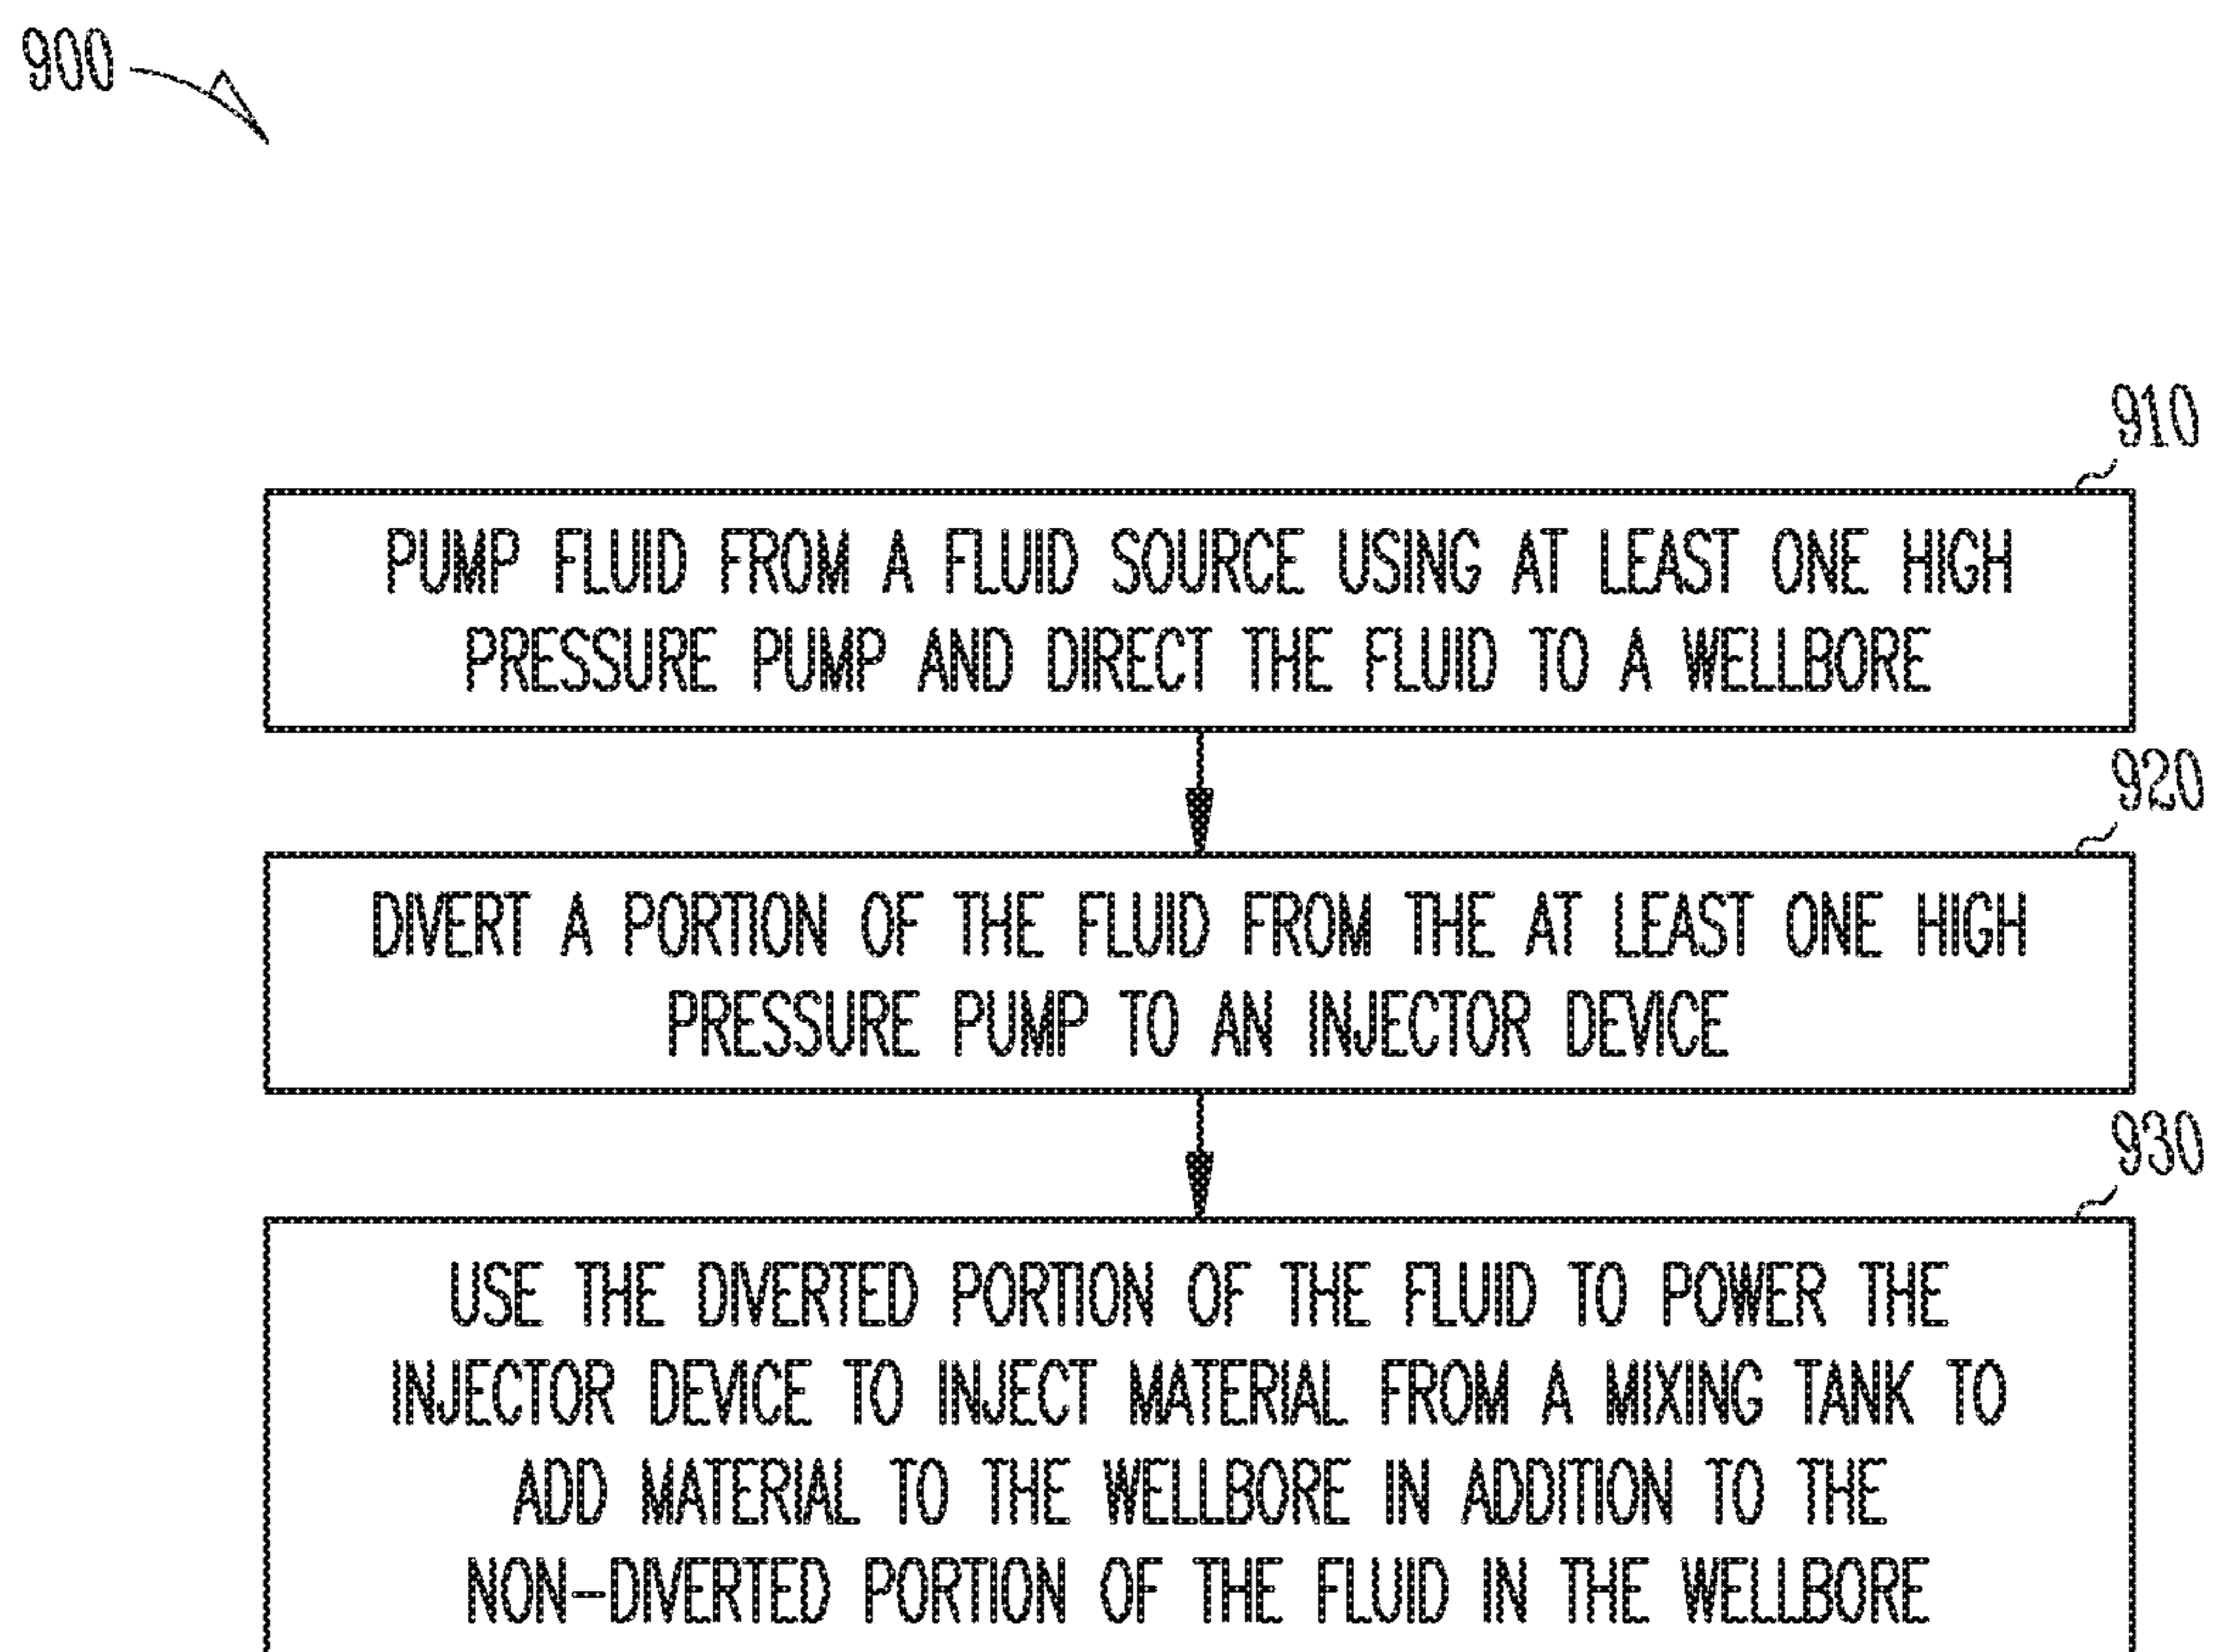 900
910
PUMP FLUID FROM A FLUID SOURCE USING AT LEAST ONE HIGH
PRESSURE PUMP AND DIRECT THE FLUID TO A WELLBORE
920
DIVERT A PORTION OF THE FLUID FROM THE AT LEAST ONE HIGH
PRESSURE PUMP TO AN INJECTOR DEVICE
930
USE THE DIVERTED PORTION OF THE FLUID TO POWER THE
INJECTOR DEVICE TO INJECT MATERIAL FROM A MIXING TANK TO
ADD MATERIAL TO THE WELLBORE IN ADDITION TO THE
NON-DIVERTED PORTION OF THE FLUID IN THE WELLBORE